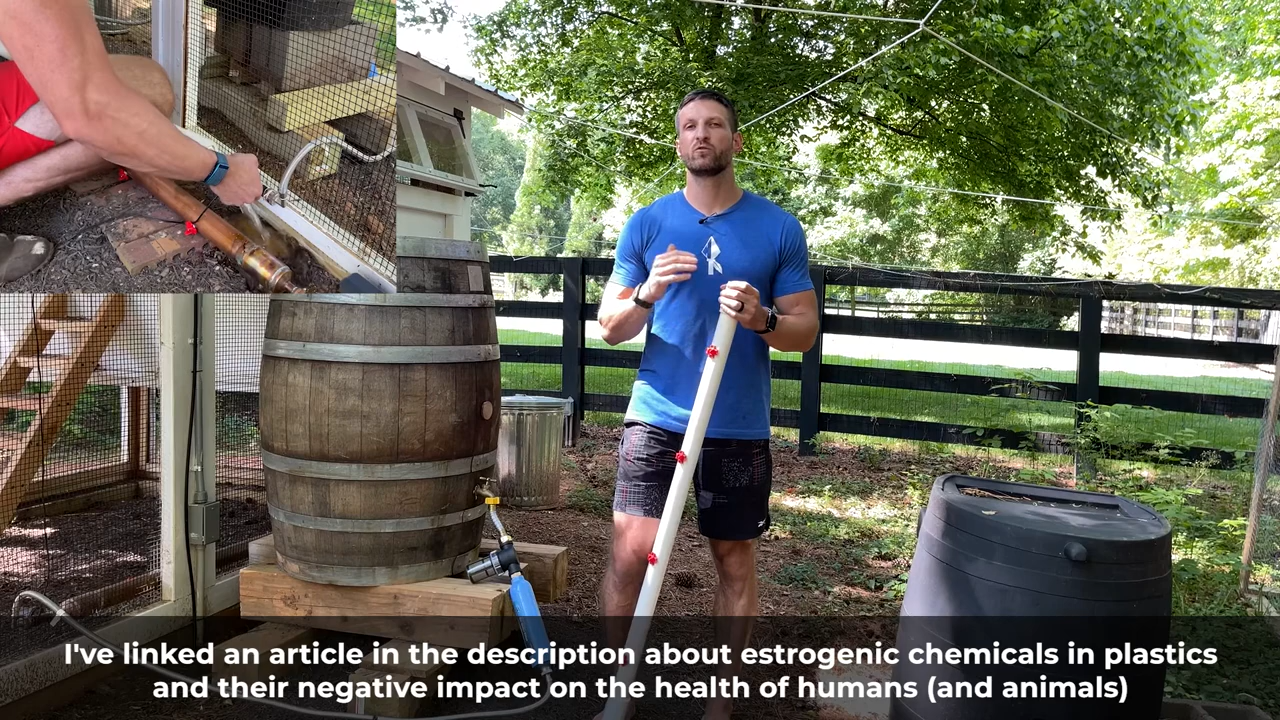 I've linked an article in the description about estrogenic chemicals in plastics
and their negative impact on the health of humans (and animals)